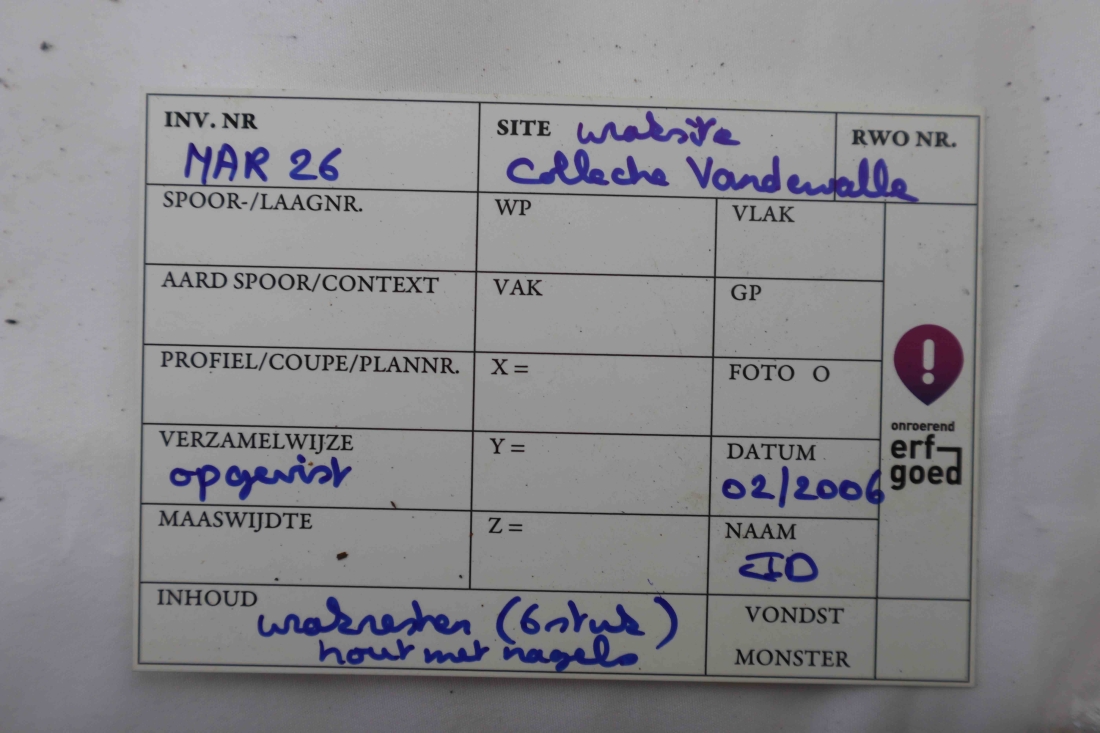 INV. NR
MAR 26
SITE wraksite
Collectie Vandewalle
RWO NR.
SPOOR-/LAAGNR.
WP
VLAK
AARD SPOOR/CONTEXT
VAK
GP
PROFIEL/COUPE/PLANNR.
X =
FOTO O
VERZAMELWIJZE
opgevist
Y =
DATUM
02/2006
onroerend
erf-
goed
MAASWIJDTE
Z =
NAAM
ID
INHOUD
wrakresten (6 stuk)
hout met nagels
VONDST
MONSTER